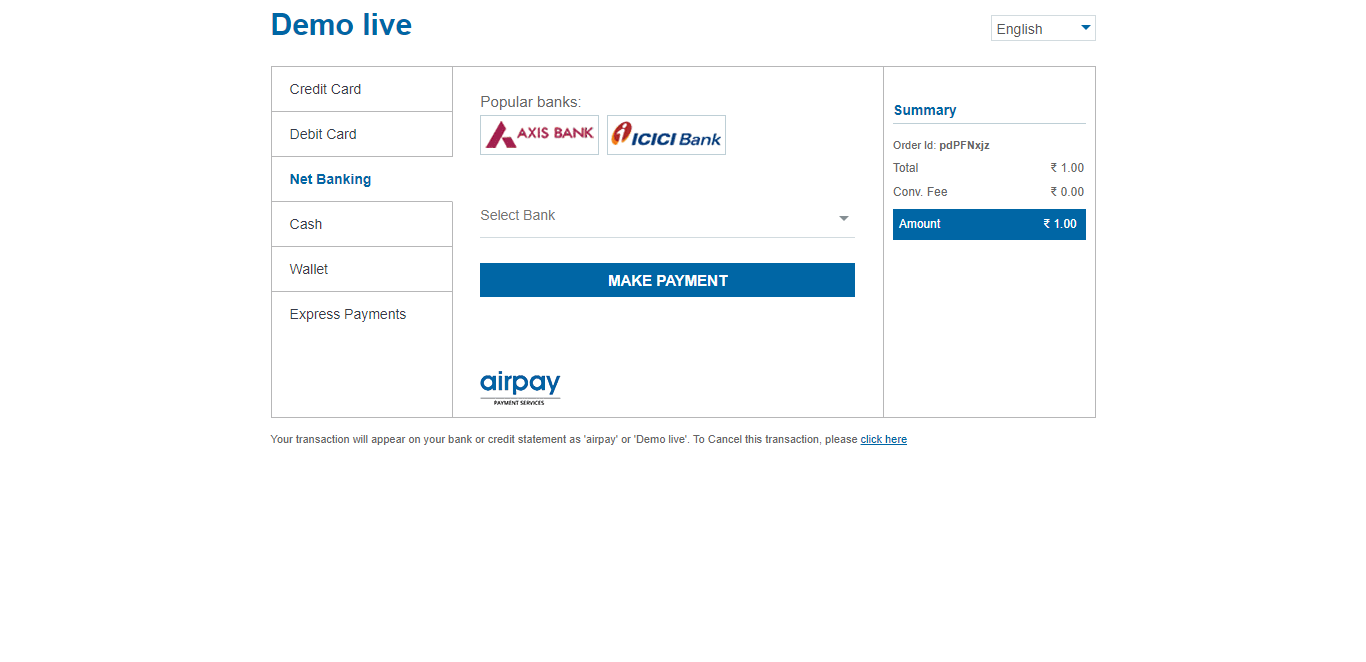 Demo live
English
Credit Card
Debit Card
Net Banking
Cash
Wallet
Express Payments
Popular banks:
AXIS BANK
ICICI Bank
Select Bank
MAKE PAYMENT
airpay
PAYMENT SERVICES
Summary
Order Id: pdPFNxjz
Total ₹ 1.00
Conv. Fee ₹ 0.00
Amount ₹ 1.00
Your transaction will appear on your bank or credit statement as 'airpay' or 'Demo live'. To Cancel this transaction, please click here